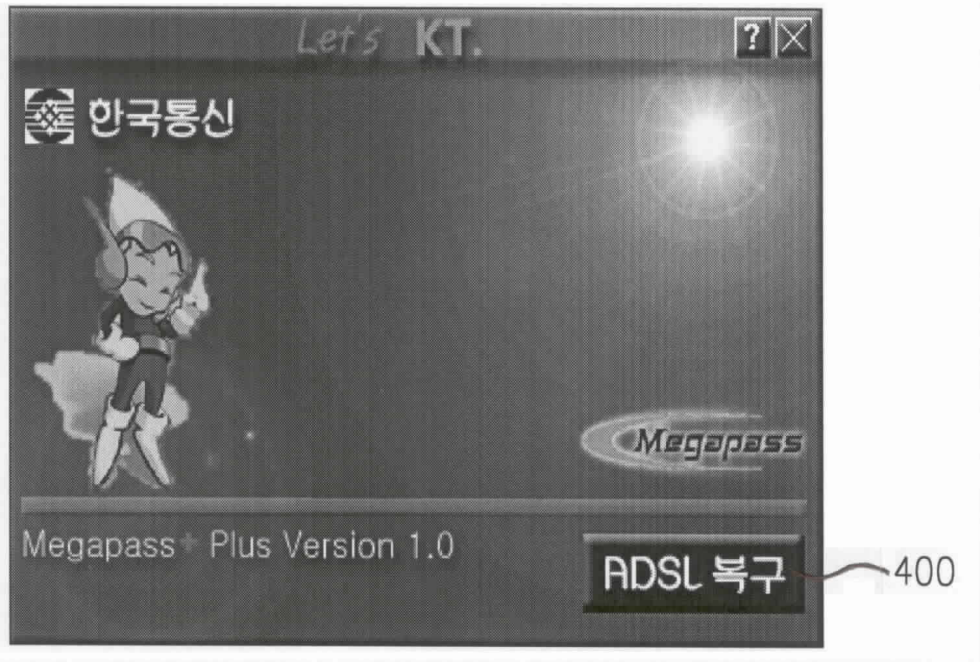 Let's KT.
?
한국통신
Megapass
Megapass+ Plus Version 1.0
ADSL 복구
400